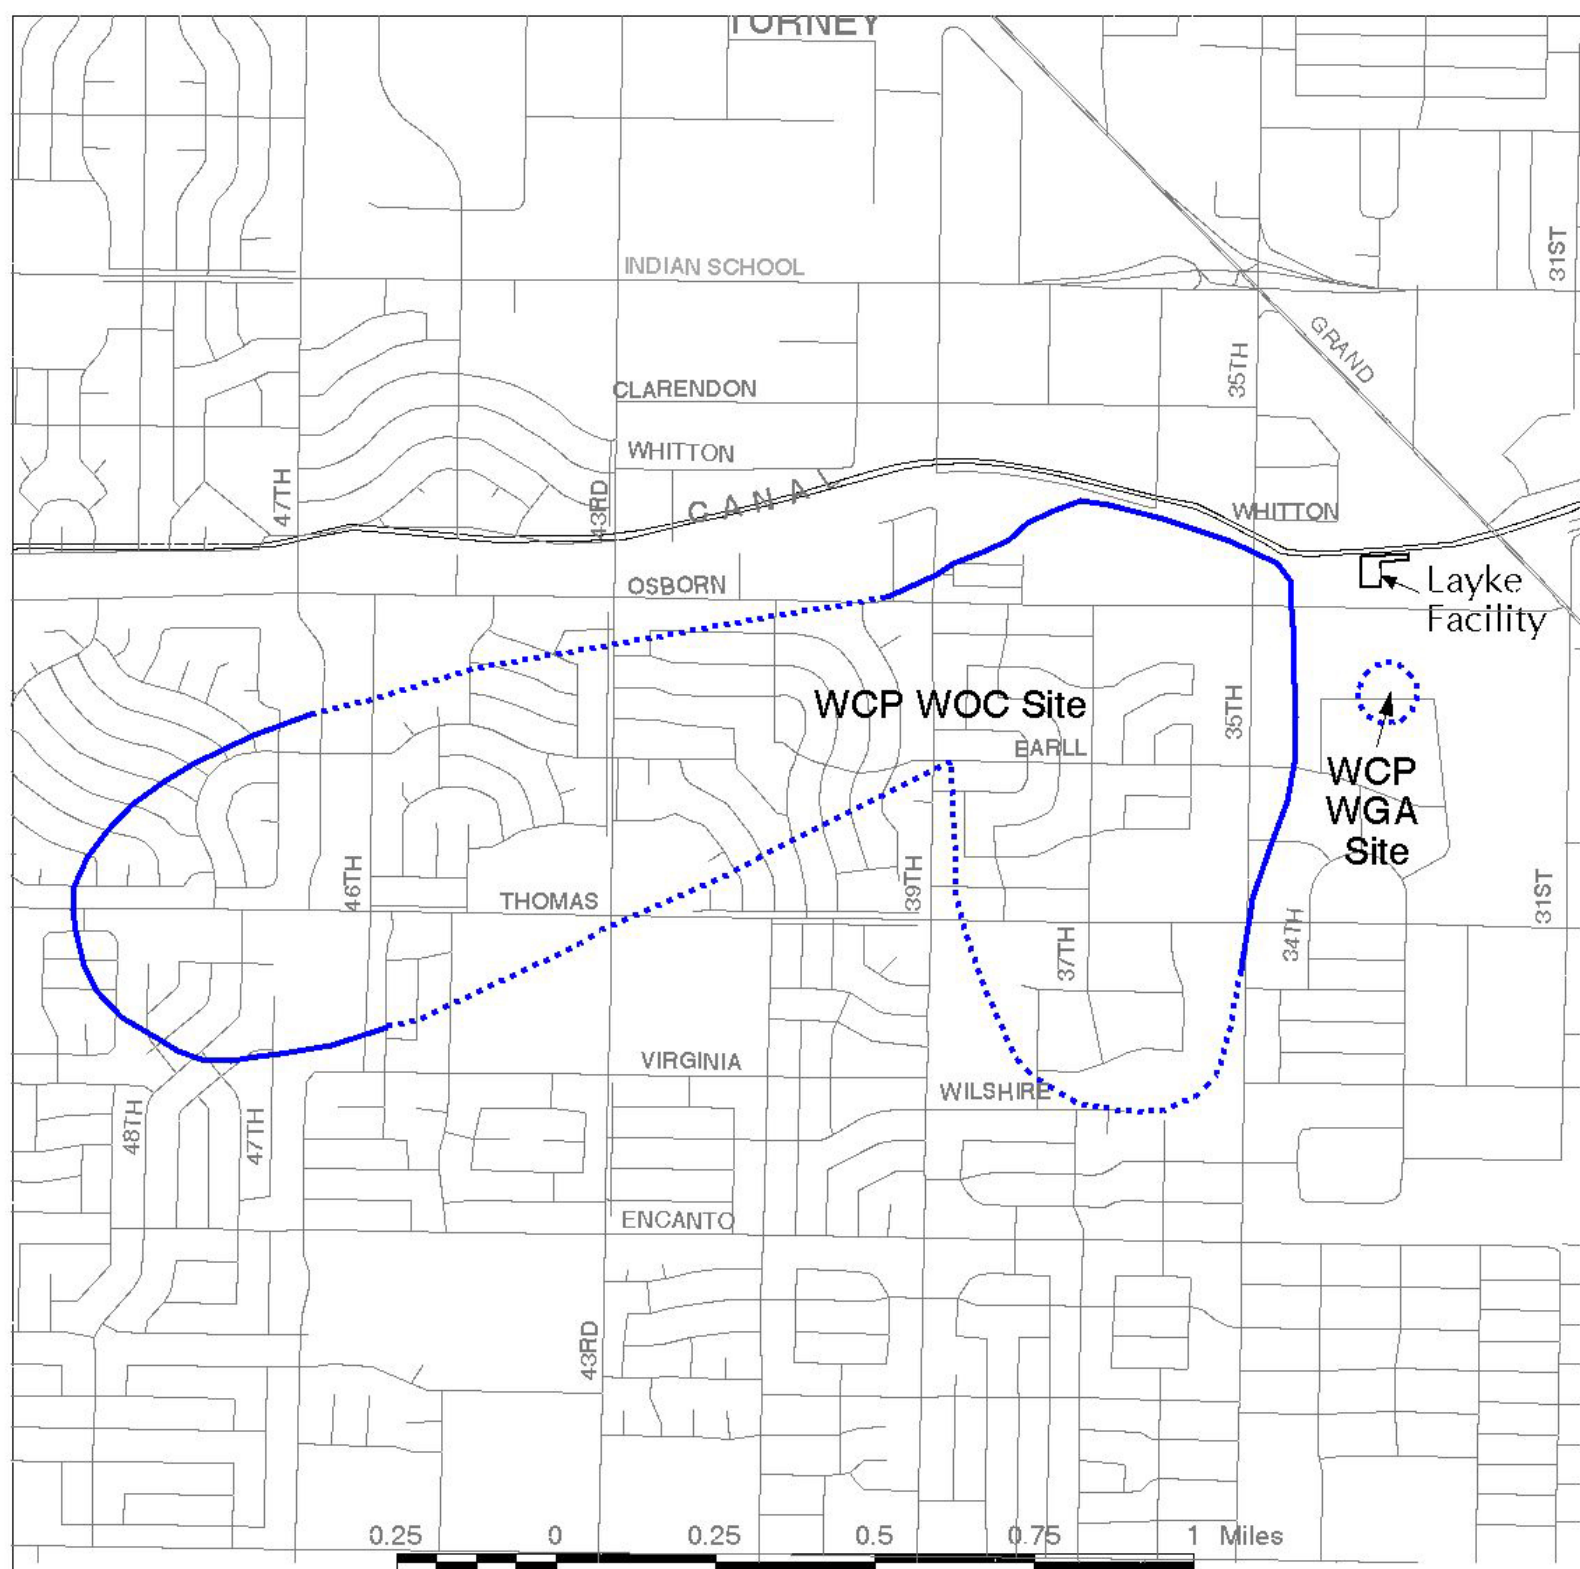 TURNEY
INDIAN SCHOOL
31ST
GRAND
35TH
CLARENDON
WHITTON
47TH
43RD
CANAL
WHITTON
OSBORN
Layke
Facility
WCP WOC Site
35TH
EARLL
WCP
WGA
Site
46TH
THOMAS
39TH
31ST
37TH
34TH
VIRGINIA
WILSHIRE
48TH
47TH
ENCANTO
43RD
0.25 0 0.25 0.5 0.75 1 Miles